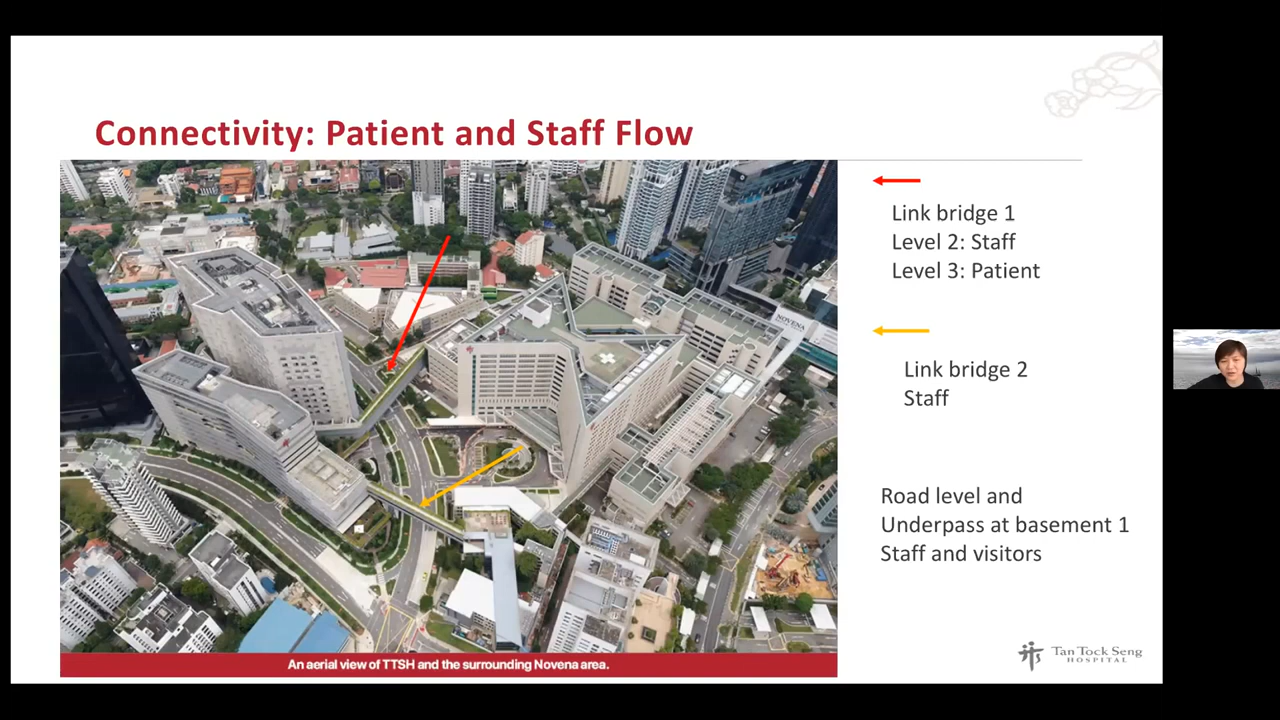 Connectivity: Patient and Staff Flow
Link bridge 1
Level 2: Staff
Level 3: Patient
Link bridge 2
Staff
Road level and
Underpass at basement 1
Staff and visitors
NOVENA
An aerial view of TTSH and the surrounding Novena area.
Tan Tock Seng
HOSPITAL